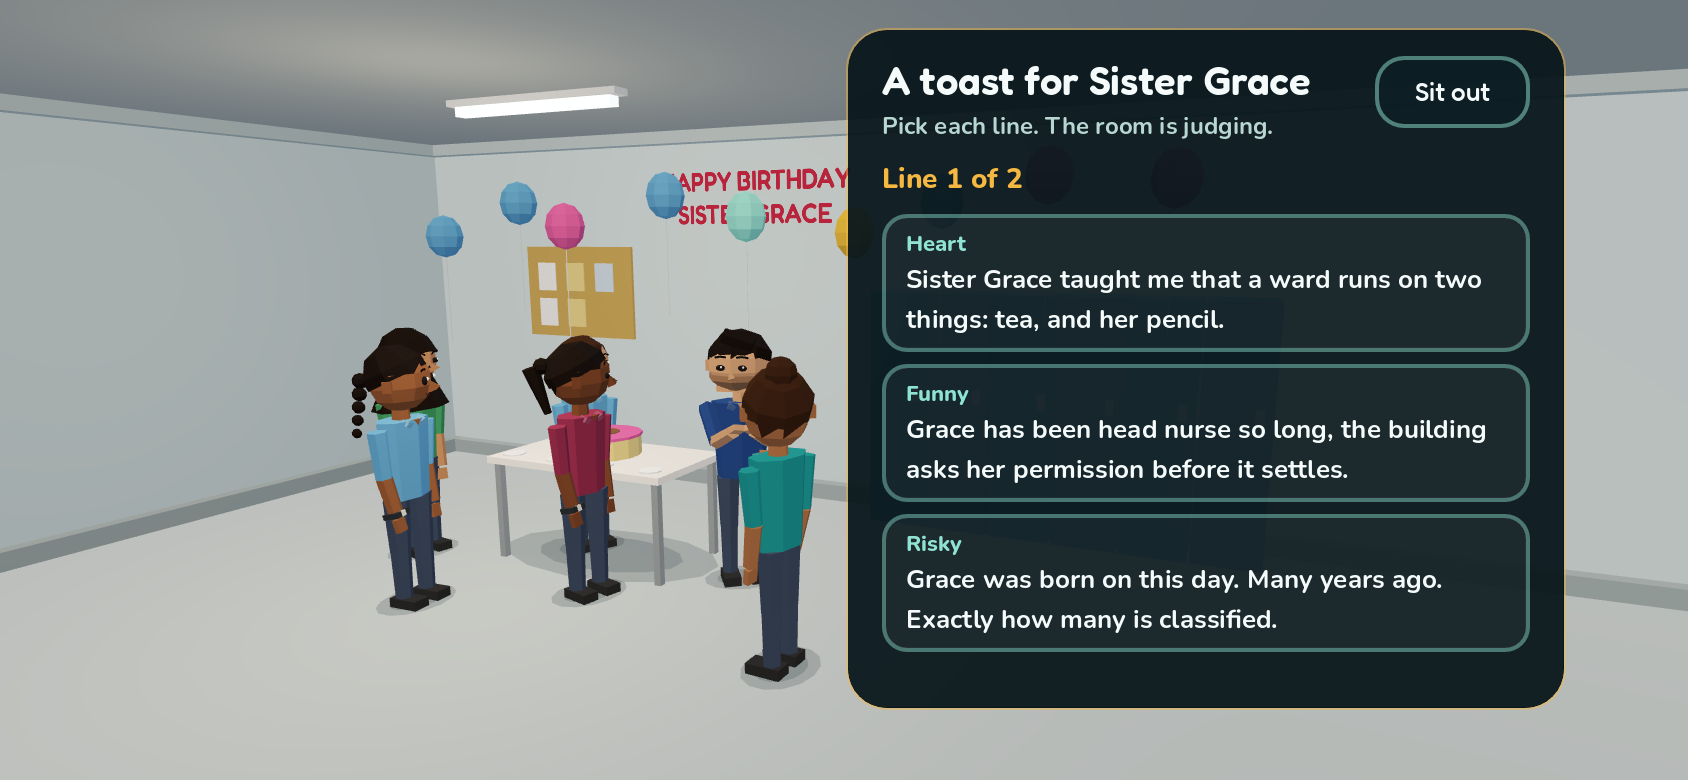 APPY BIRTHDAY
SISTE GRACE
A toast for Sister Grace
Sit out
Pick each line. The room is judging.
Line 1 of 2
Heart
Sister Grace taught me that a ward runs on two
things: tea, and her pencil.
Funny
Grace has been head nurse so long, the building
asks her permission before it settles.
Risky
Grace was born on this day. Many years ago.
Exactly how many is classified.